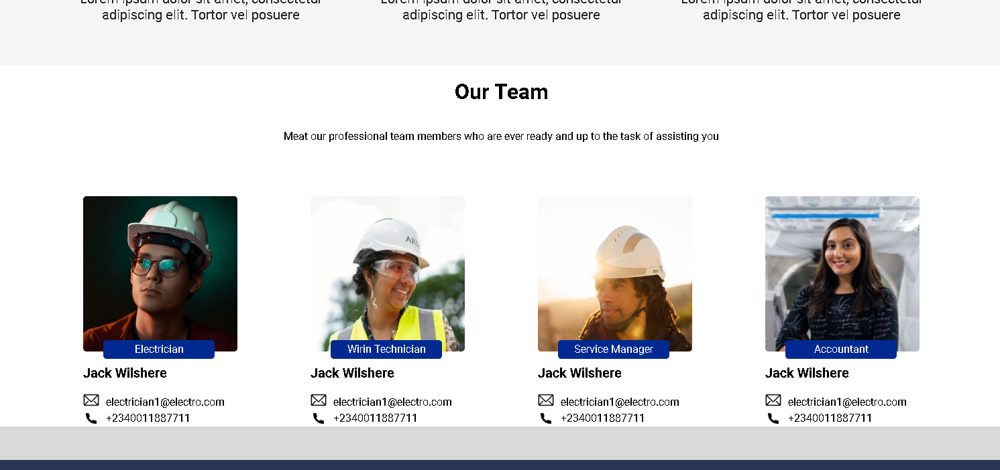 Lorem ipsum dolor sit amet, consectetur
adipiscing elit. Tortor vel posuere
Lorem ipsum dolor sit amet, consectetur
adipiscing elit. Tortor vel posuere
Lorem ipsum dolor sit amet, consectetur
adipiscing elit. Tortor vel posuere
Our Team
Meat our professional team members who are ever ready and up to the task of assisting you
Electrician
Jack Wilshere
electrician1@electro.com
+2340011887711
Wirin Technician
Jack Wilshere
electrician1@electro.com
+2340011887711
Service Manager
Jack Wilshere
electrician1@electro.com
+2340011887711
Accountant
Jack Wilshere
electrician1@electro.com
+2340011887711